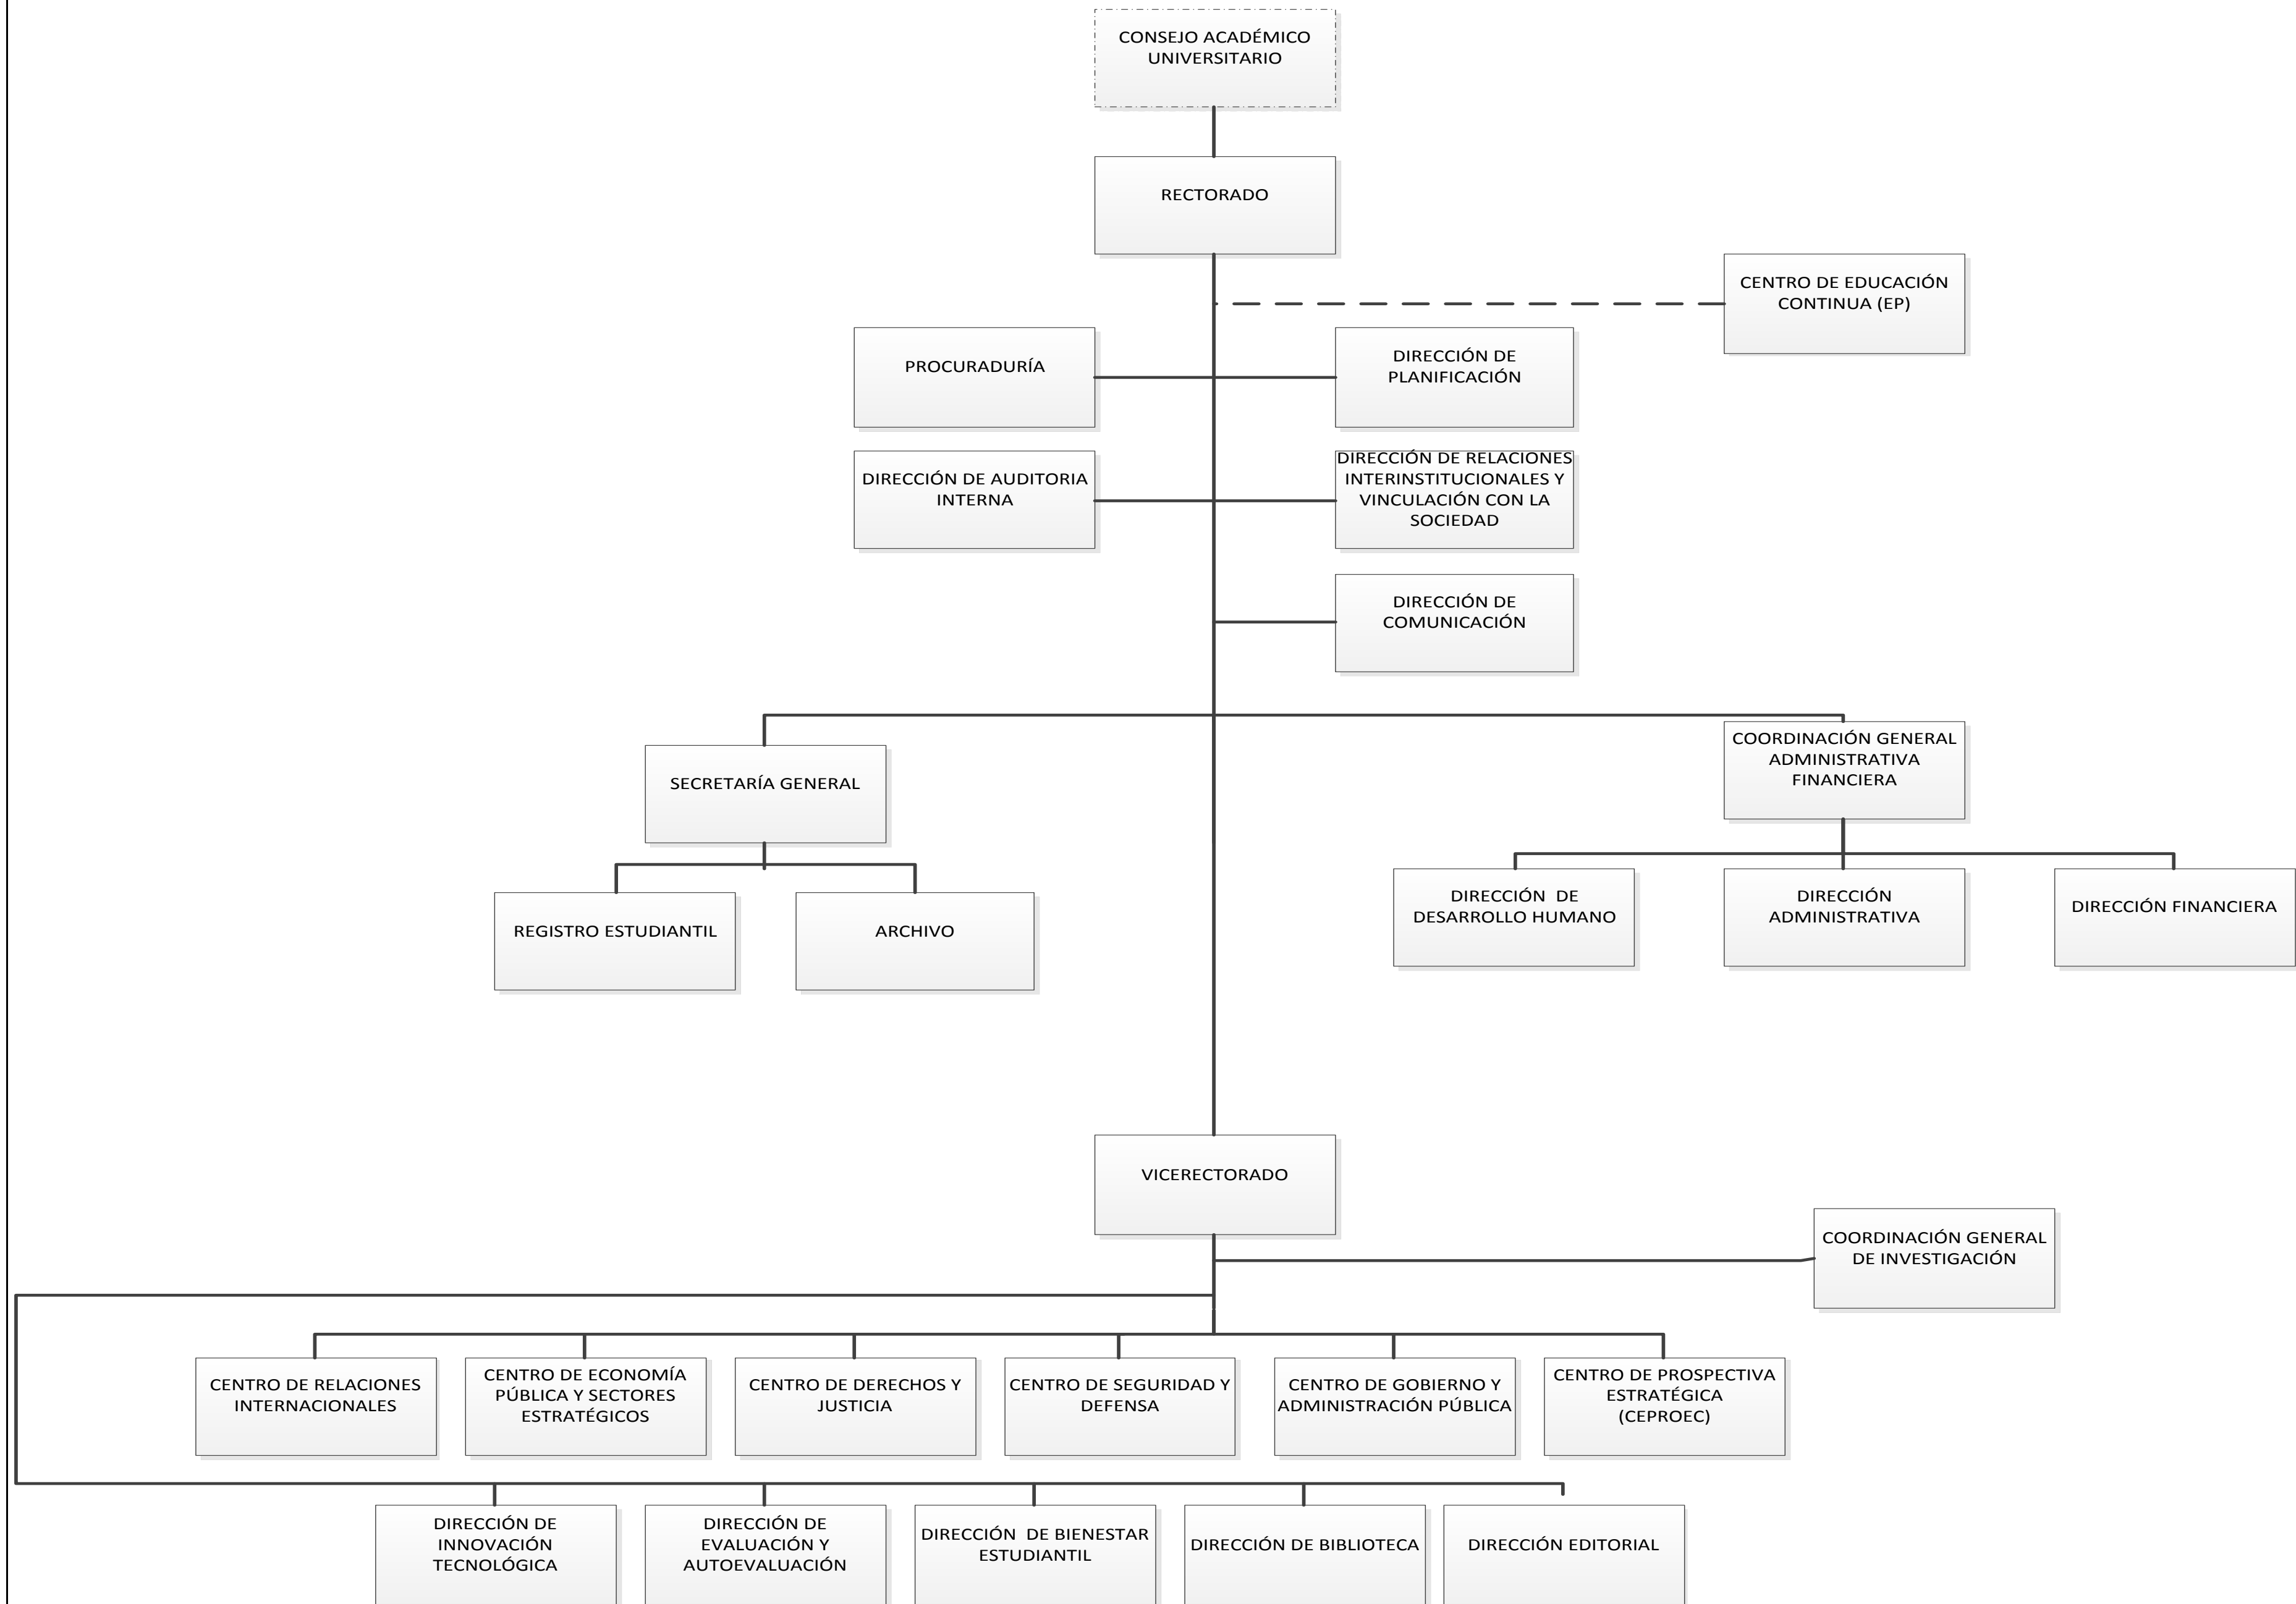 CONSEJO ACADÉMICO
UNIVERSITARIO
RECTORADO
CENTRO DE EDUCACIÓN
CONTINUA (EP)
PROCURADURÍA
DIRECCIÓN DE
PLANIFICACIÓN
DIRECCIÓN DE AUDITORIA
INTERNA
DIRECCIÓN DE RELACIONES
INTERINSTITUCIONALES Y
VINCULACIÓN CON LA
SOCIEDAD
DIRECCIÓN DE
COMUNICACIÓN
SECRETARÍA GENERAL
COORDINACIÓN GENERAL
ADMINISTRATIVA
FINANCIERA
REGISTRO ESTUDIANTIL
ARCHIVO
DIRECCIÓN DE
DESARROLLO HUMANO
DIRECCIÓN
ADMINISTRATIVA
DIRECCIÓN FINANCIERA
VICERECTORADO
COORDINACIÓN GENERAL
DE INVESTIGACIÓN
CENTRO DE RELACIONES
INTERNACIONALES
CENTRO DE ECONOMÍA
PÚBLICA Y SECTORES
ESTRATÉGICOS
CENTRO DE DERECHOS Y
JUSTICIA
CENTRO DE SEGURIDAD Y
DEFENSA
CENTRO DE GOBIERNO Y
ADMINISTRACIÓN PÚBLICA
CENTRO DE PROSPECTIVA
ESTRATÉGICA
(CEPROEC)
DIRECCIÓN DE
INNOVACIÓN
TECNOLÓGICA
DIRECCIÓN DE
EVALUACIÓN Y
AUTOEVALUACIÓN
DIRECCIÓN DE BIENESTAR
ESTUDIANTIL
DIRECCIÓN DE BIBLIOTECA
DIRECCIÓN EDITORIAL